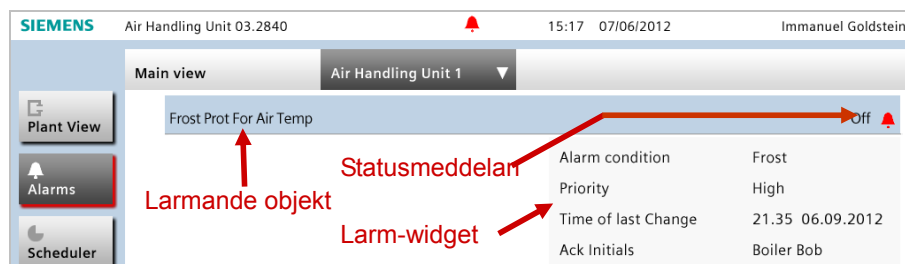 SIEMENS Air Handling Unit 03.2840 15:17 07/06/2012 Immanuel Goldstein
Main view Air Handling Unit 1
Plant View
Frost Prot For Air Temp Off
Alarms
Larmande objekt
Statusmeddelan
Larm-widget
Alarm condition Frost
Priority High
Time of last Change 21.35 06.09.2012
Ack Initials Boiler Bob
Scheduler